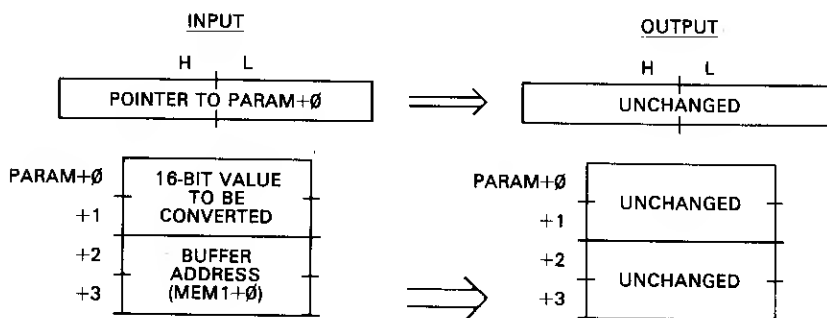 INPUT
OUTPUT
H L
H L
POINTER TO PARAM+Ø
UNCHANGED
PARAM+Ø
+1
+2
+3
16-BIT VALUE
TO BE
CONVERTED
BUFFER
ADDRESS
(MEM1+Ø)
PARAM+Ø
+1
+2
+3
UNCHANGED
UNCHANGED